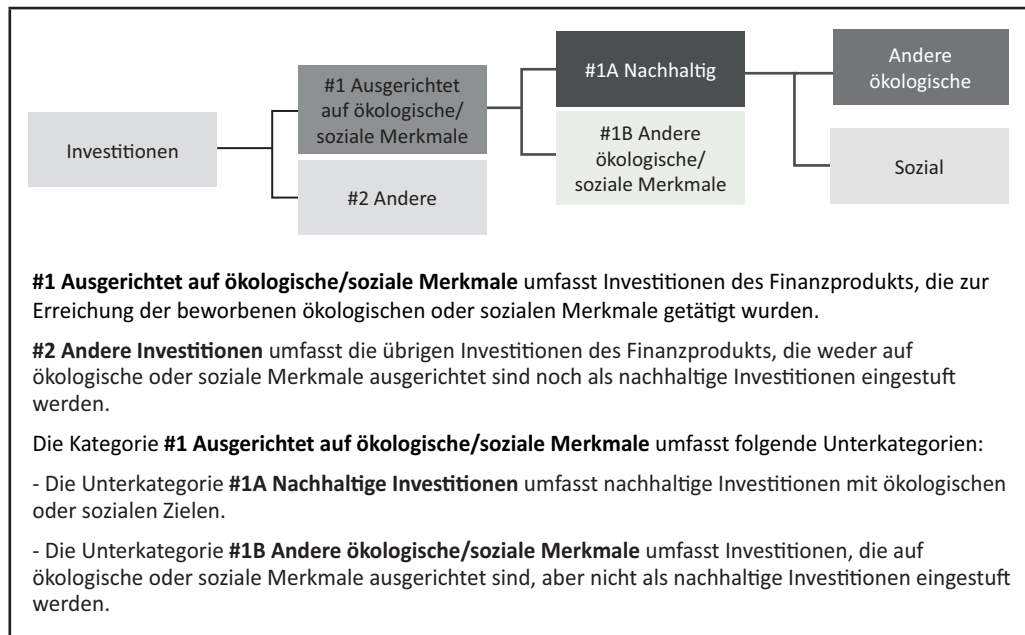 Investitionen
#1 Ausgerichtet
auf ökologische/
soziale Merkmale
#2 Andere
#1A Nachhaltig
#1B Andere
ökologische/
soziale Merkmale
Andere
ökologische
Sozial
#1 Ausgerichtet auf ökologische/soziale Merkmale umfasst Investitionen des Finanzprodukts, die zur
Erreichung der beworbenen ökologischen oder sozialen Merkmale getätigt wurden.
#2 Andere Investitionen umfasst die übrigen Investitionen des Finanzprodukts, die weder auf
ökologische oder soziale Merkmale ausgerichtet sind noch als nachhaltige Investitionen eingestuft
werden.
Die Kategorie #1 Ausgerichtet auf ökologische/soziale Merkmale umfasst folgende Unterkategorien:
- Die Unterkategorie #1A Nachhaltige Investitionen umfasst nachhaltige Investitionen mit ökologischen
oder sozialen Zielen.
- Die Unterkategorie #1B Andere ökologische/soziale Merkmale umfasst Investitionen, die auf
ökologische oder soziale Merkmale ausgerichtet sind, aber nicht als nachhaltige Investitionen eingestuft
werden.